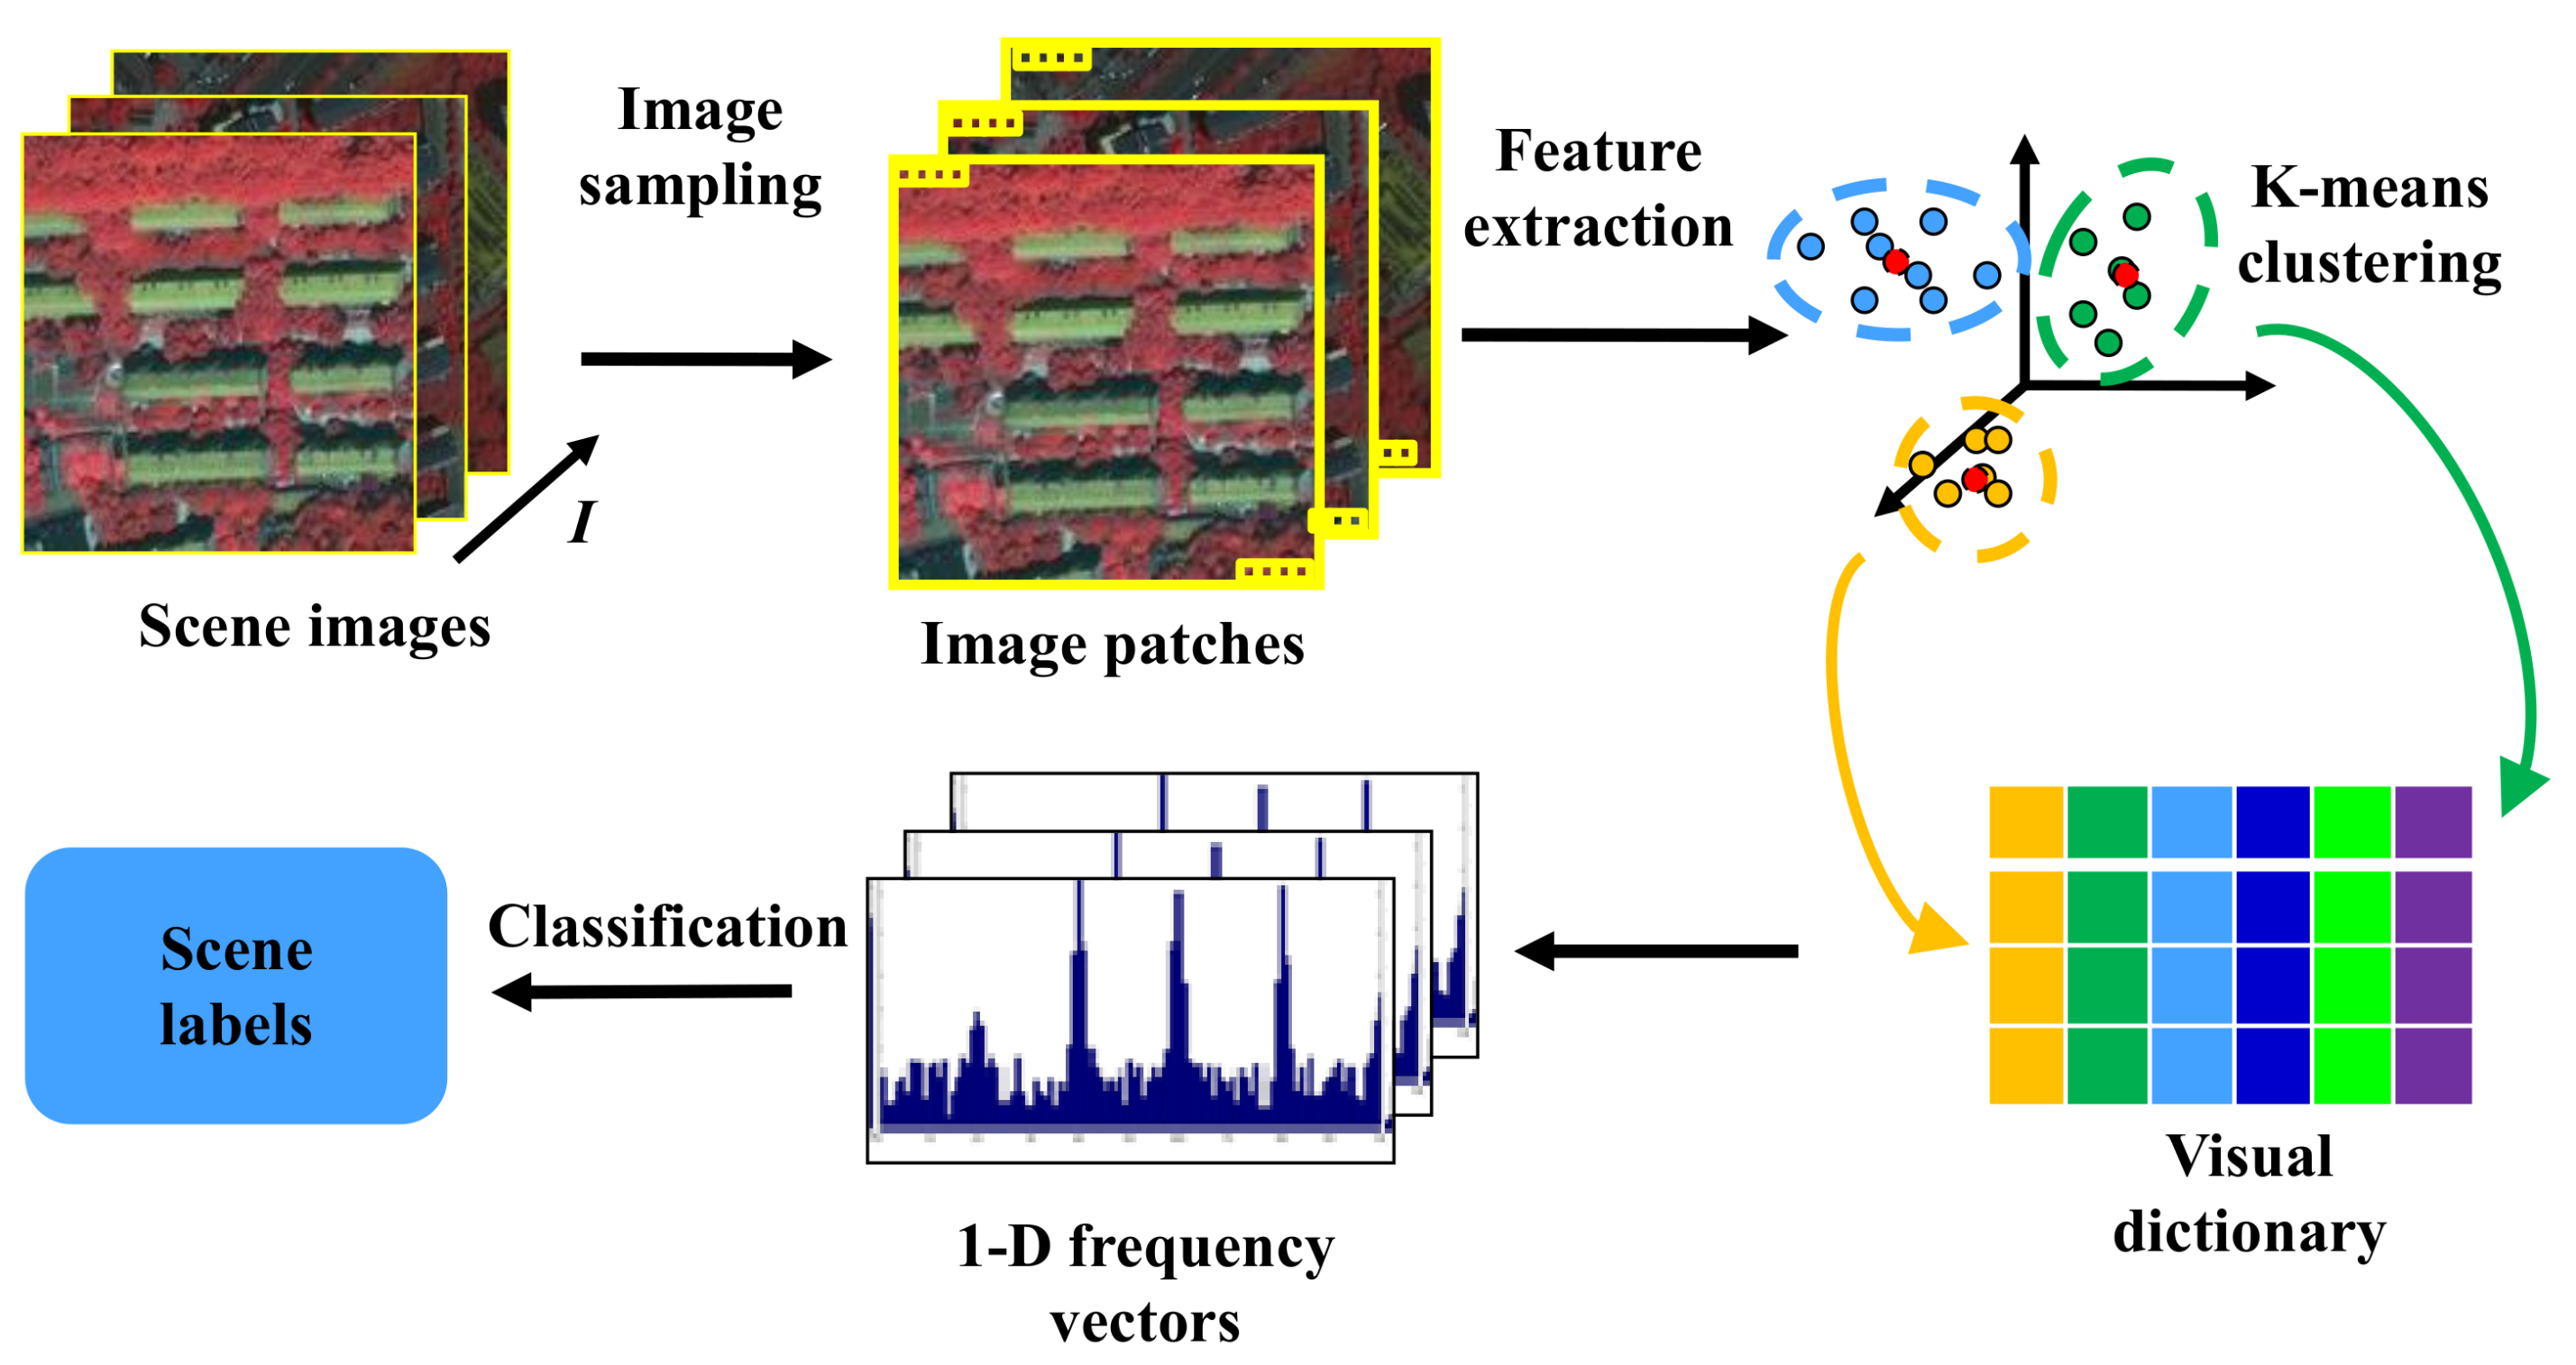 Image
sampling
Feature
extraction
K-means
clustering
I
Scene images
Image patches
Scene
labels
Classification
1-D frequency
vectors
Visual
dictionary